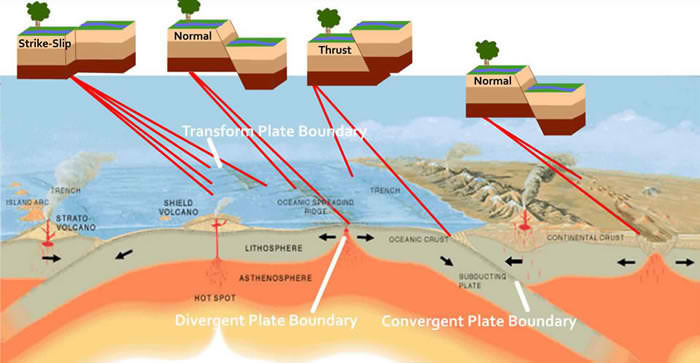 Strike-Slip
Normal
Thrust
Normal
Transform Plate Boundary
TRENCH
ISLAND ARC
STRATO-
VOLCANO
SHIELD
VOLCANO
OCEANIC SPREADING
RIDGE
TRENCH
LITHOSPHERE
ASTHENOSPHERE
HOT SPOT
OCEANIC CRUST
SUBDUCTING
PLATE
CONTINENTAL CRUST
Divergent Plate Boundary
Convergent Plate Boundary